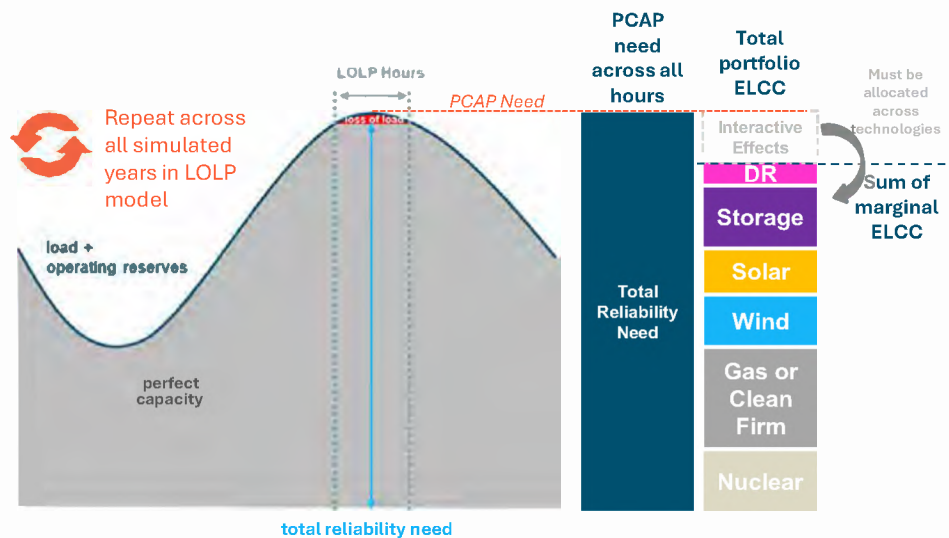 PCAP
need
across all
hours
Total
portfolio
ELCC
Must be
allocated
across
technologies
LOLP Hours
PCAP Need
loss of load
Repeat across
all simulated
years in LOLP
model
load +
operating reserves
perfect
capacity
total reliability need
Total
Reliability
Need
Interactive
Effects
DR
Storage
Solar
Wind
Gas or
Clean
Firm
Nuclear
Sum of
marginal
ELCC